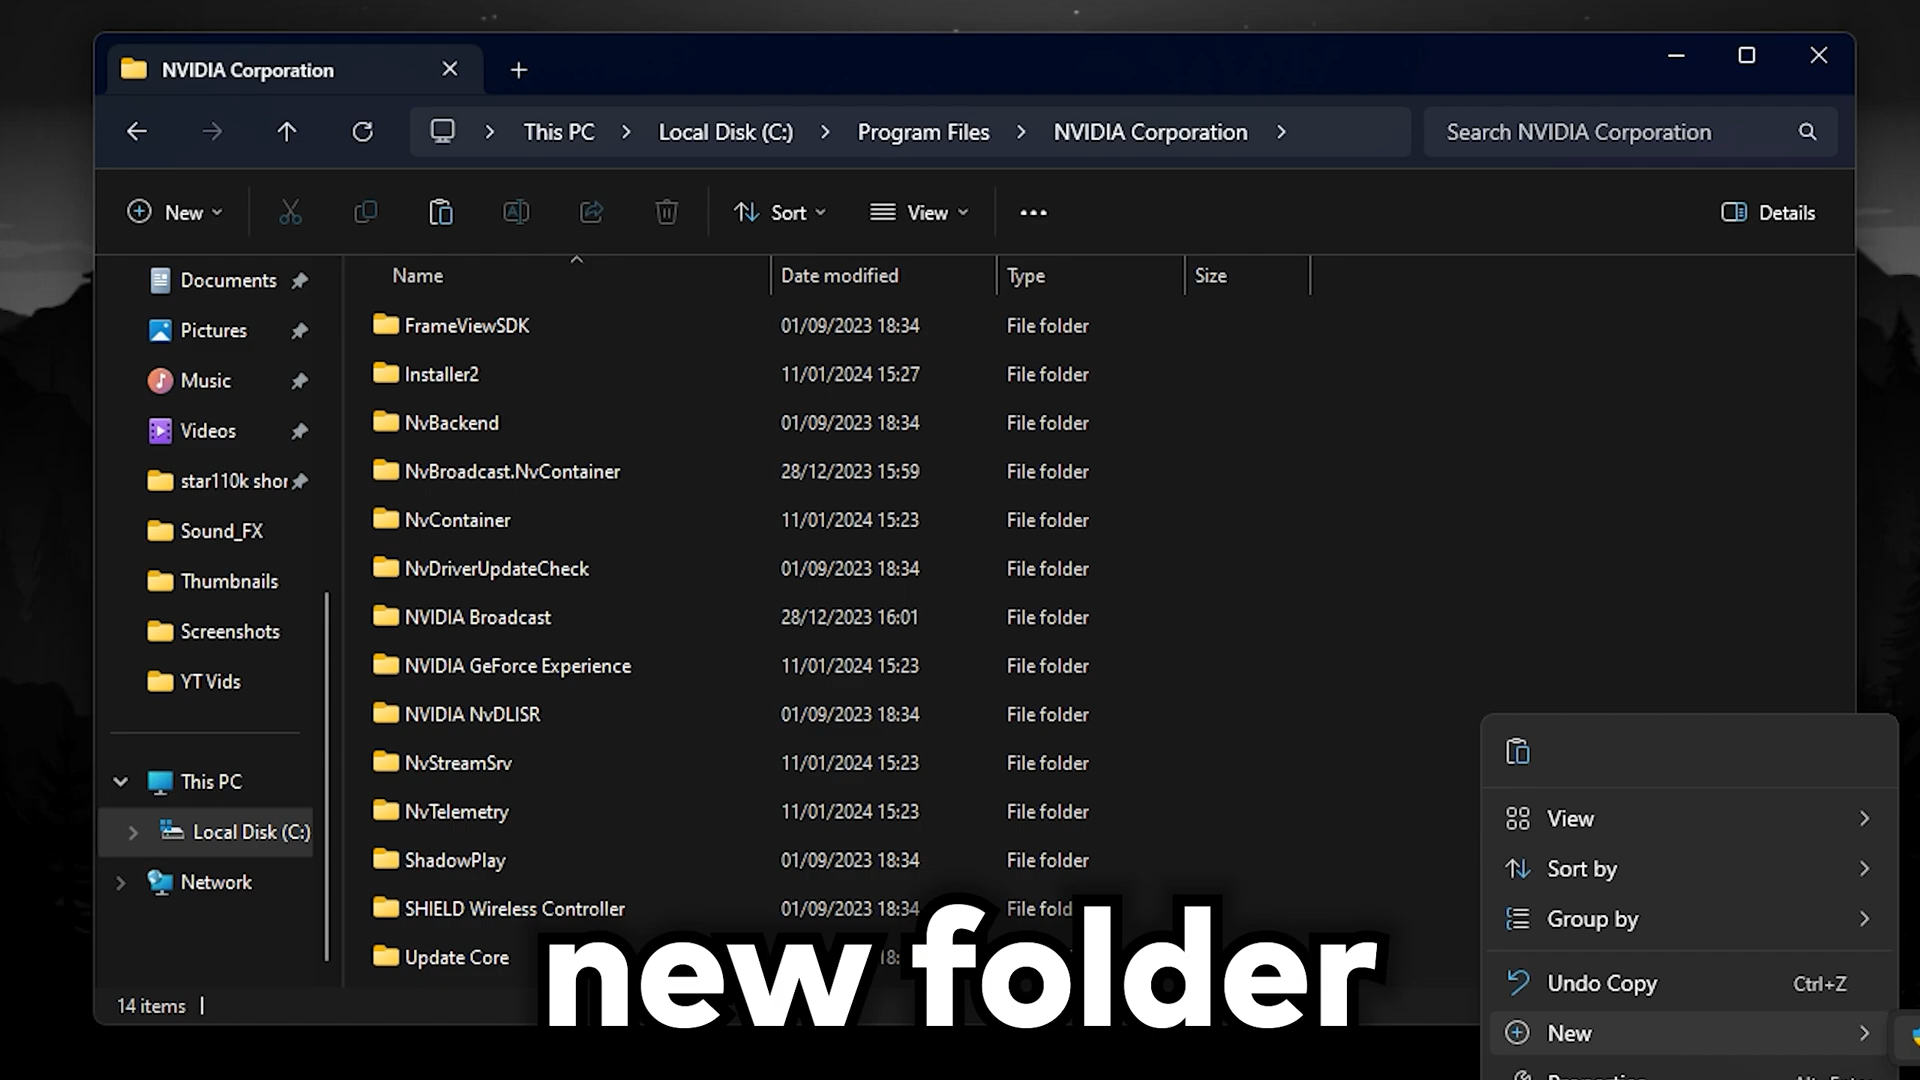 NVIDIA Corporation
This PC > Local Disk (C:) > Program Files > NVIDIA Corporation >
Search NVIDIA Corporation
New
Sort
View
Details
Documents
Pictures
Music
Videos
star110k shor
Sound_FX
Thumbnails
Screenshots
YT Vids
This PC
Local Disk (C:)
Network
Name Date modified Type Size
FrameViewSDK 01/09/2023 18:34 File folder
Installer2 11/01/2024 15:27 File folder
NvBackend 01/09/2023 18:34 File folder
NvBroadcast.NvContainer 28/12/2023 15:59 File folder
NvContainer 11/01/2024 15:23 File folder
NvDriverUpdateCheck 01/09/2023 18:34 File folder
NVIDIA Broadcast 28/12/2023 16:01 File folder
NVIDIA GeForce Experience 11/01/2024 15:23 File folder
NVIDIA NvDLISR 01/09/2023 18:34 File folder
NvStreamSrv 11/01/2024 15:23 File folder
NvTelemetry 11/01/2024 15:23 File folder
ShadowPlay 01/09/2023 18:34 File folder
SHIELD Wireless Controller 01/09/2023 18:34 File fold
Update Core 18:
14 items
View
Sort by
Group by
Undo Copy Ctrl+Z
New
new folder